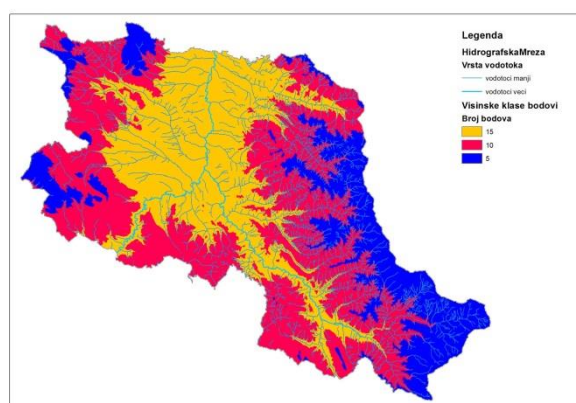 Legenda
HidrografskaMreza
Vrsta vodotoka
vodotoci manji
vodotoci veci
Visinske klase bodovi
Broj bodova
15
10
5